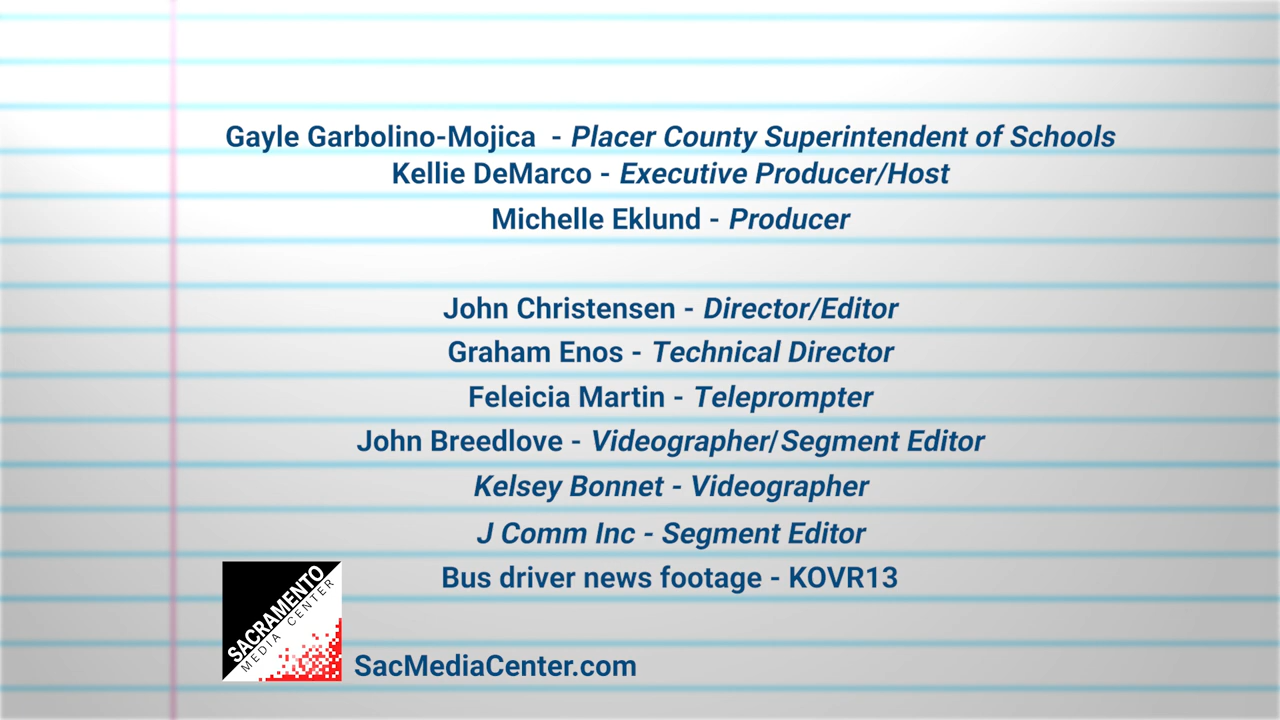 Gayle Garbolino-Mojica - Placer County Superintendent of Schools
Kellie DeMarco - Executive Producer/Host
Michelle Eklund - Producer
John Christensen - Director/Editor
Graham Enos - Technical Director
Feleicia Martin - Teleprompter
John Breedlove - Videographer/Segment Editor
Kelsey Bonnet - Videographer
J Comm Inc - Segment Editor
Bus driver news footage - KOVR13
SACRAMENTO
MEDIA CENTER
SacMediaCenter.com